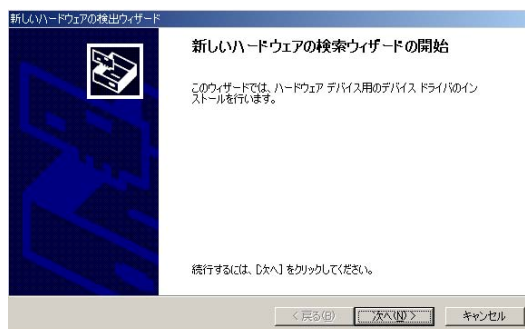 新しいハードウェアの検出ウィザード
新しいハードウェアの検索ウィザードの開始
このウィザードでは、ハードウェア デバイス用のデバイス ドライバのイン
ストールを行います。
続行するには、[次へ] をクリックしてください。
< 戻る(B)
次へ(N) >
キャンセル